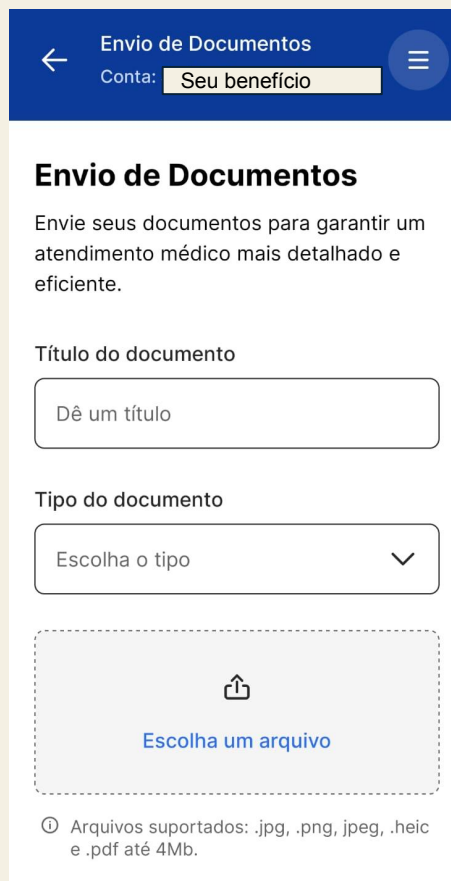 Envio de Documentos
Conta: Seu benefício
Envio de Documentos
Envie seus documentos para garantir um
atendimento médico mais detalhado e
eficiente.
Título do documento
Dê um título
Tipo do documento
Escolha o tipo
Escolha um arquivo
Arquivos suportados: .jpg, .png, jpeg, .heic
e .pdf até 4Mb.